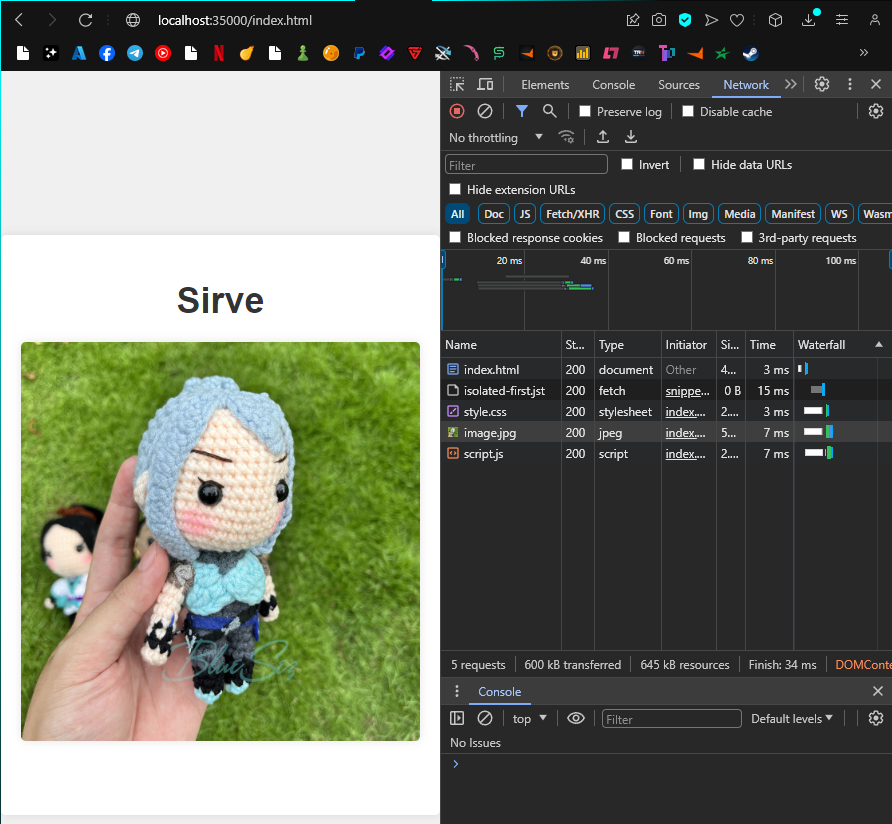 localhost:35000/index.html
Elements Console Sources Network
Preserve log Disable cache
No throttling
Filter Invert Hide data URLs
Hide extension URLs
All Doc JS Fetch/XHR CSS Font Img Media Manifest WS Wasm
Blocked response cookies Blocked requests 3rd-party requests
20 ms 40 ms 60 ms 80 ms 100 ms
Sirve
Name St... Type Initiator Si... Time Waterfall
index.html 200 document Other 4... 3 ms
isolated-first.jst 200 fetch snippe... 0 B 15 ms
style.css 200 stylesheet index.... 2.... 3 ms
image.jpg 200 jpeg index.... 5... 7 ms
script.js 200 script index.... 2.... 7 ms
BlueSeq
5 requests 600 kB transferred 645 kB resources Finish: 34 ms DOMConte
Console
top Filter Default levels
No Issues